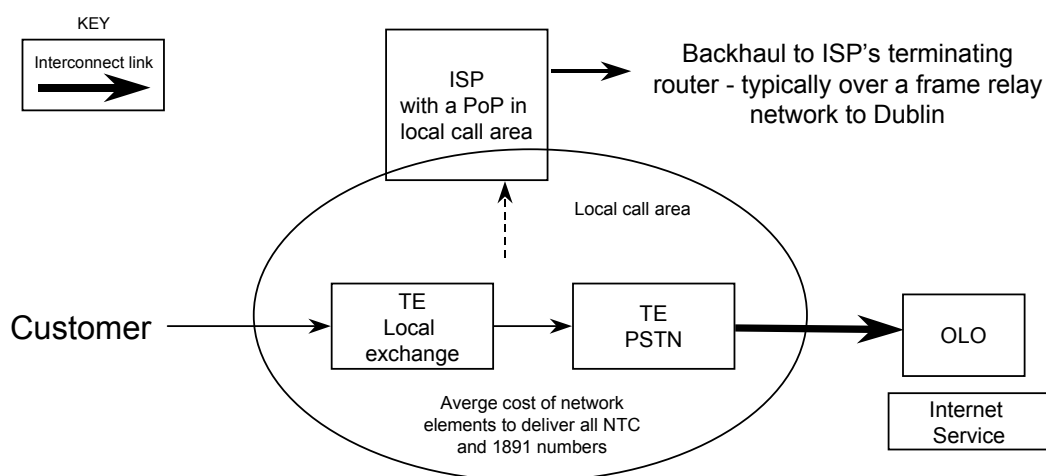 KEY
Interconnect link
ISP
with a PoP in
local call area
Backhaul to ISP's terminating
router - typically over a frame relay
network to Dublin
Local call area
Customer
TE
Local
exchange
TE
PSTN
OLO
Averge cost of network
elements to deliver all NTC
and 1891 numbers
Internet
Service